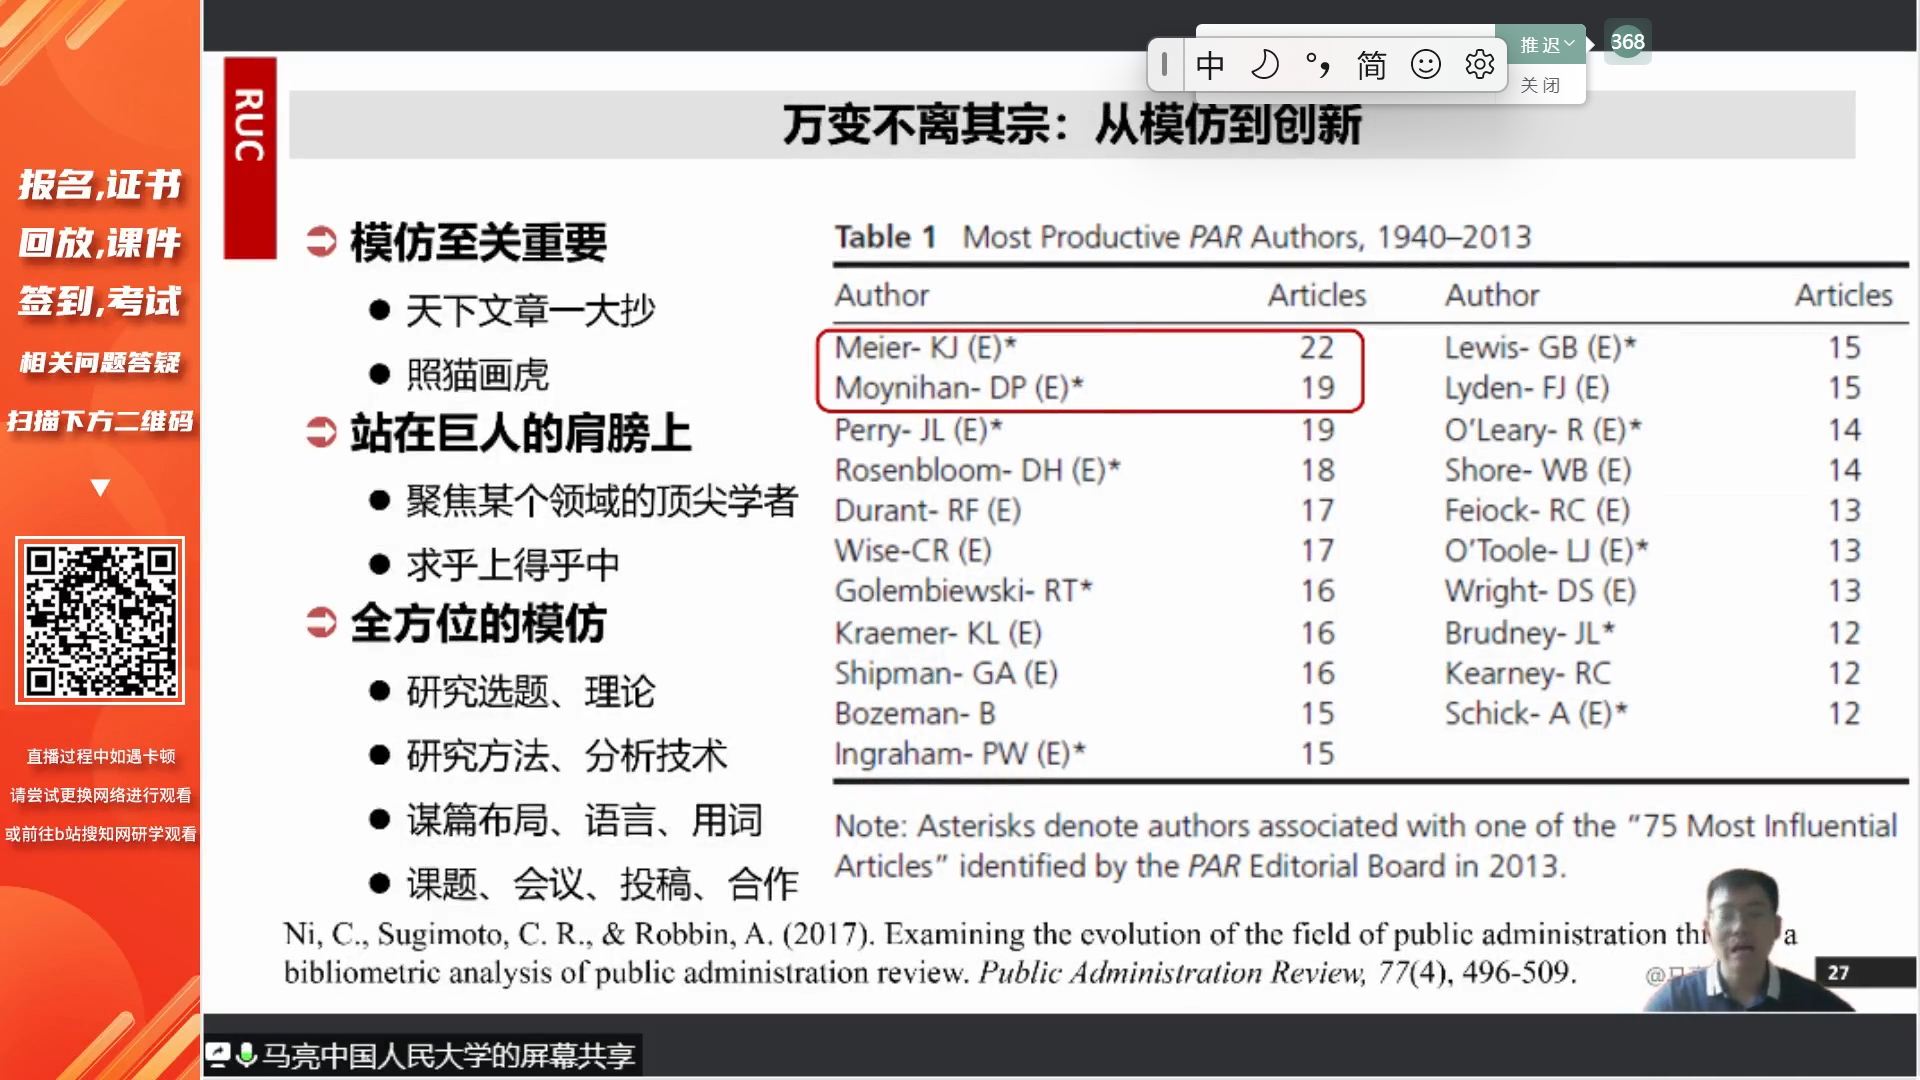 中 简
推迟
368
关闭
RUC
万变不离其宗：从模仿到创新
报名,证书
回放,课件
签到,考试
相关问题答疑
扫描下方二维码
直播过程中如遇卡顿
请尝试更换网络进行观看
或前往b站搜知网研学观看
模仿至关重要
天下文章一大抄
照猫画虎
站在巨人的肩膀上
聚焦某个领域的顶尖学者
求乎上得乎中
全方位的模仿
研究选题、理论
研究方法、分析技术
谋篇布局、语言、用词
课题、会议、投稿、合作
Table 1 Most Productive PAR Authors, 1940–2013
Author Articles Author Articles
Meier- KJ (E)* 22 Lewis- GB (E)* 15
Moynihan- DP (E)* 19 Lyden- FJ (E) 15
Perry- JL (E)* 19 O’Leary- R (E)* 14
Rosenbloom- DH (E)* 18 Shore- WB (E) 14
Durant- RF (E) 17 Feiock- RC (E) 13
Wise-CR (E) 17 O’Toole- LJ (E)* 13
Golembiewski- RT* 16 Wright- DS (E) 13
Kraemer- KL (E) 16 Brudney- JL* 12
Shipman- GA (E) 16 Kearney- RC 12
Bozeman- B 15 Schick- A (E)* 12
Ingraham- PW (E)* 15
Note: Asterisks denote authors associated with one of the “75 Most Influential
Articles” identified by the PAR Editorial Board in 2013.
Ni, C., Sugimoto, C. R., & Robbin, A. (2017). Examining the evolution of the field of public administration a
bibliometric analysis of public administration review. Public Administration Review, 77(4), 496-509.
27
马亮中国人民大学的屏幕共享